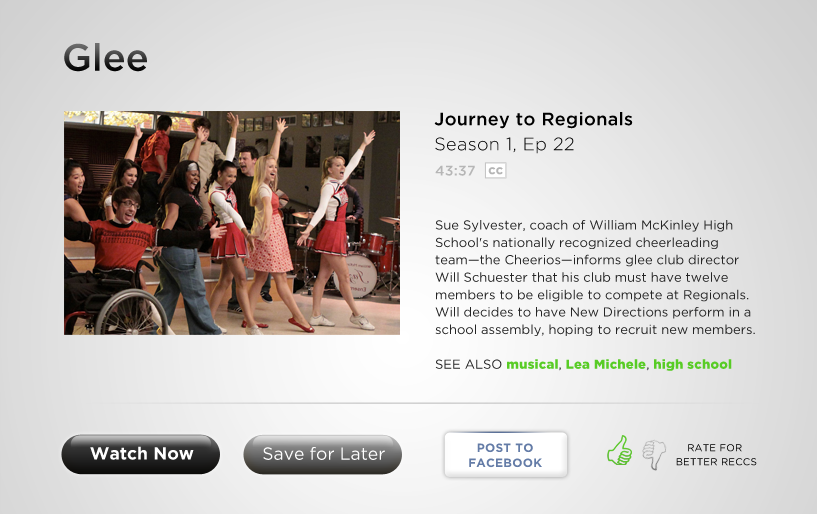 Glee
Journey to Regionals
Season 1, Ep 22
43:37 CC
Sue Sylvester, coach of William McKinley High
School's nationally recognized cheerleading
team—the Cheerios—informs glee club director
Will Schuester that his club must have twelve
members to be eligible to compete at Regionals.
Will decides to have New Directions perform in a
school assembly, hoping to recruit new members.
SEE ALSO musical, Lea Michele, high school
Watch Now
Save for Later
POST TO
FACEBOOK
RATE FOR
BETTER RECCS